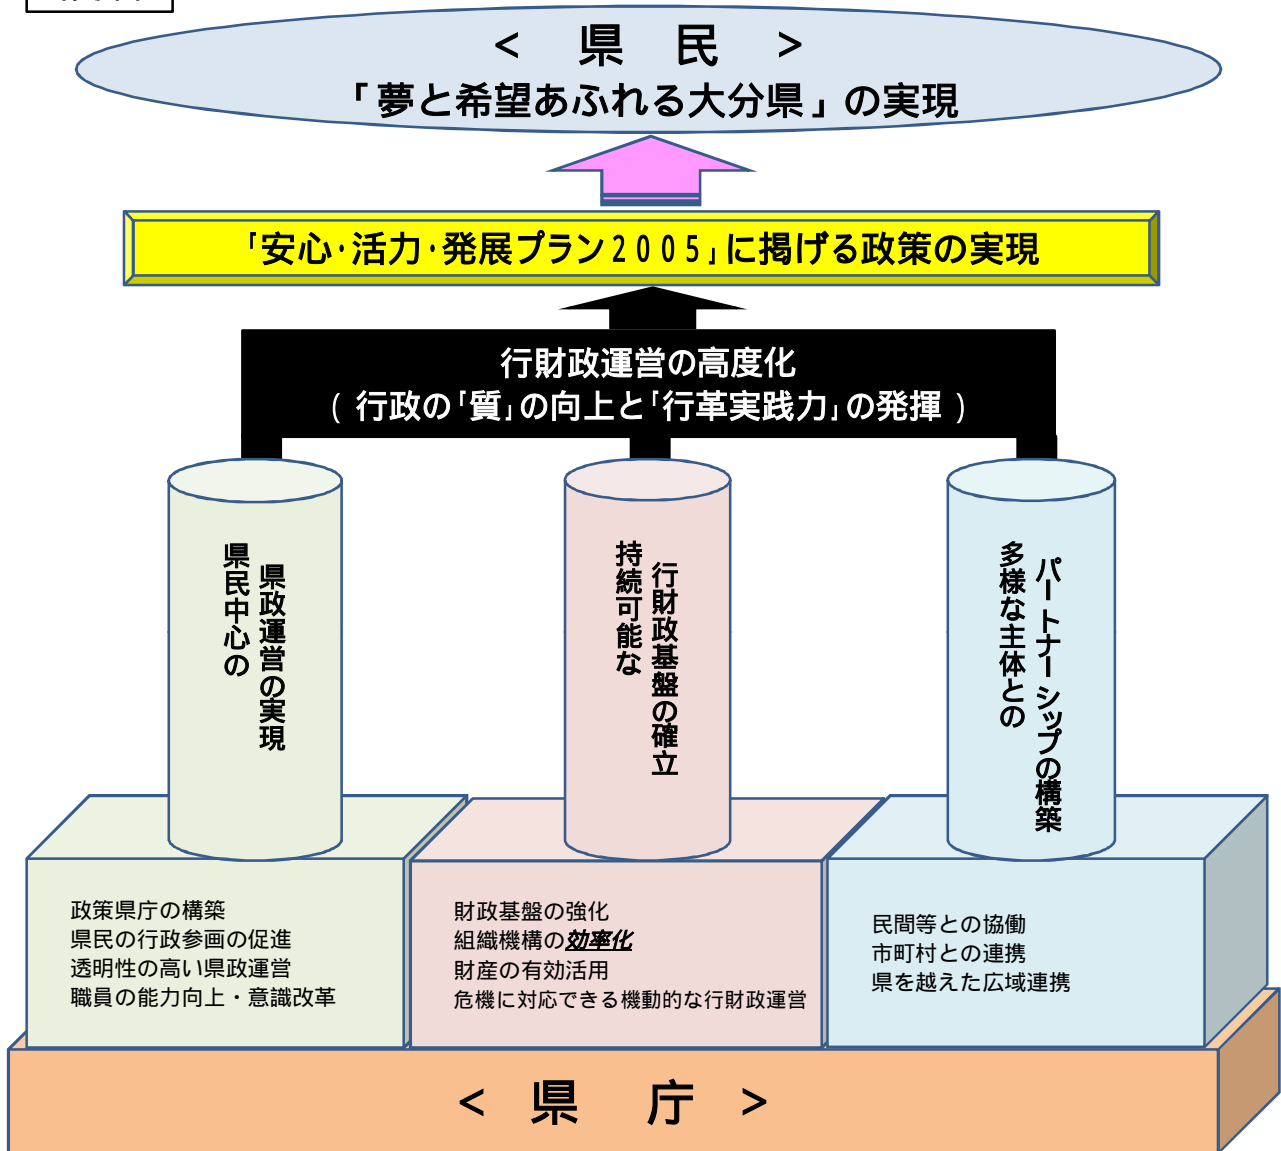 < 県 民 >
「夢と希望あふれる大分県」の実現
「安心・活力・発展プラン2005」に掲げる政策の実現
行財政運営の高度化
(行政の「質」の向上と「行革実践力」の発揮)
県民中心の
県政運営の実現
持続可能な
行財政基盤の確立
多様な主体との
パートナーシップの構築
政策県庁の構築
県民の行政参画の促進
透明性の高い県政運営
職員の能力向上・意識改革
財政基盤の強化
組織機構の効率化
財産の有効活用
危機に対応できる機動的な行財政運営
民間等との協働
市町村との連携
県を越えた広域連携
< 県 庁 >